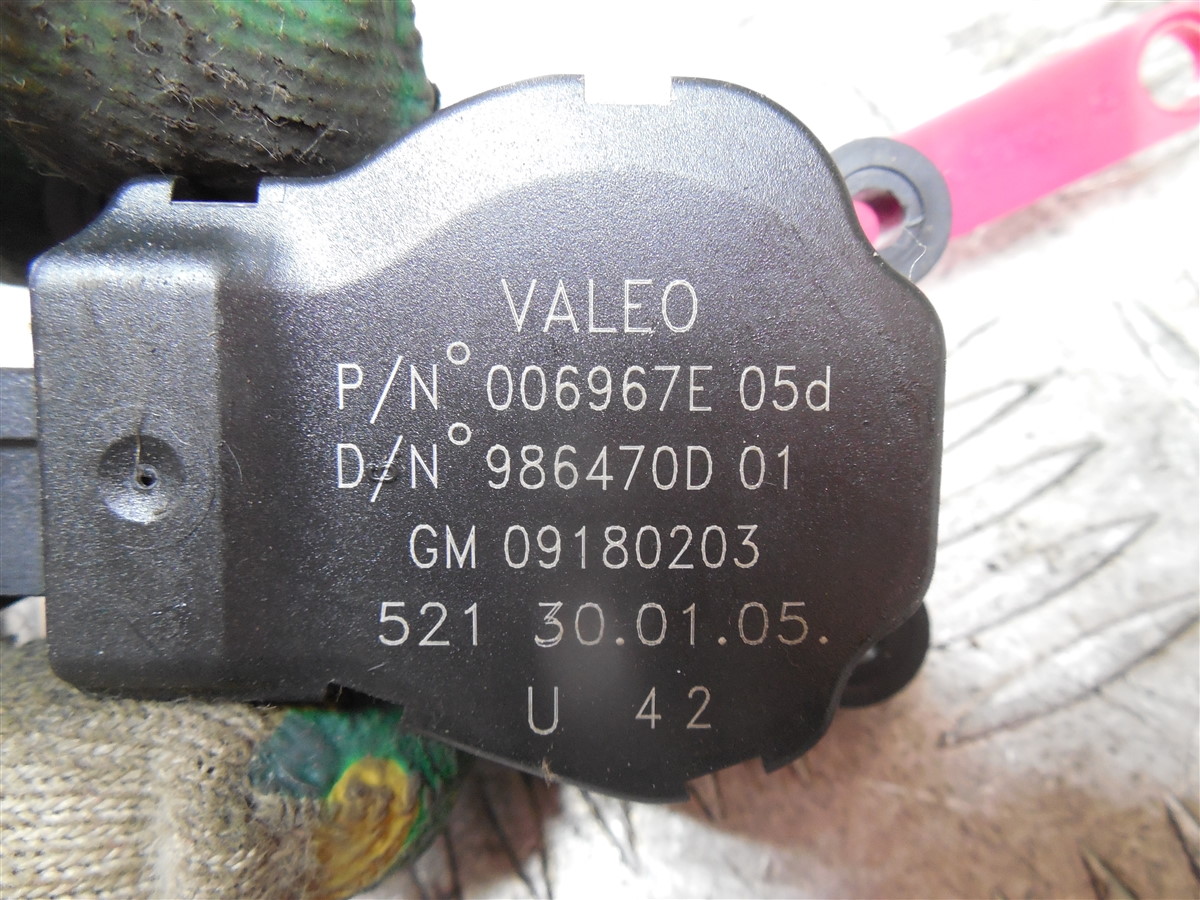 VALEO
P/N° 006967E 05d
D/N° 986470D 01
GM 09180203
521 30.01.05.
U 42